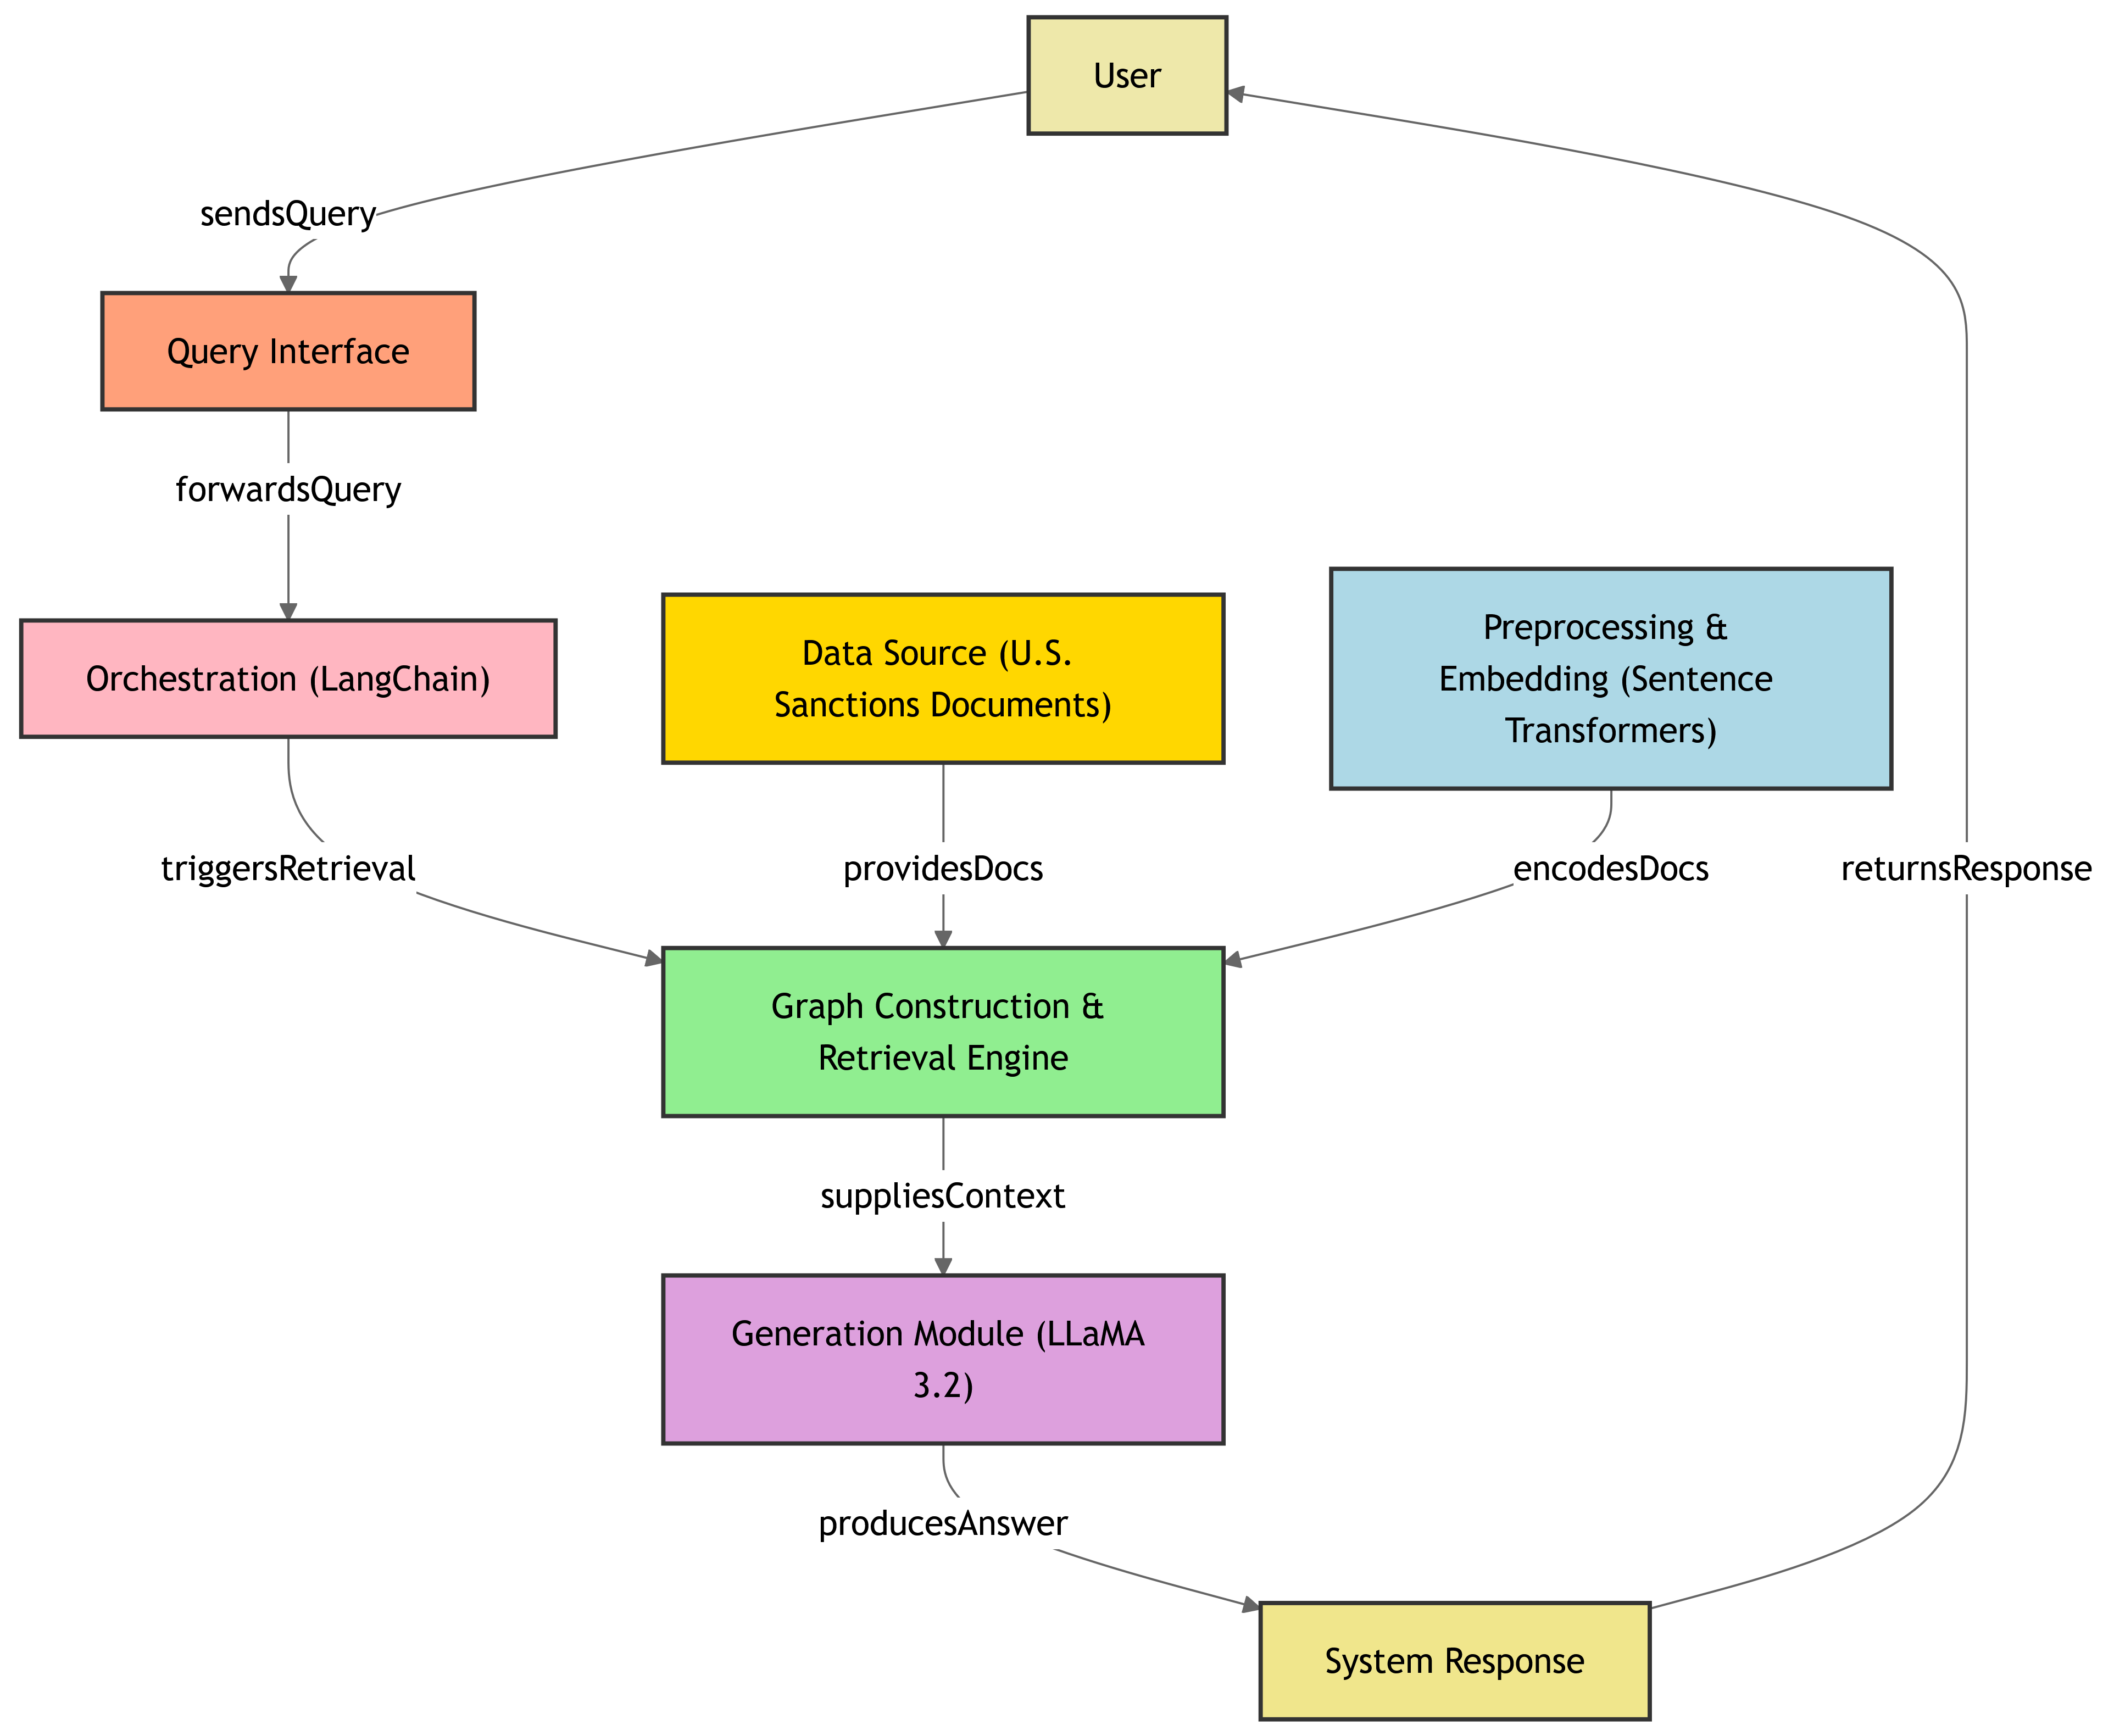 User
sendsQuery
Query Interface
forwardsQuery
Orchestration (LangChain)
Data Source (U.S.
Sanctions Documents)
Preprocessing &
Embedding (Sentence
Transformers)
triggersRetrieval
providesDocs
encodesDocs
returnsResponse
Graph Construction &
Retrieval Engine
suppliesContext
Generation Module (LLaMA
3.2)
producesAnswer
System Response